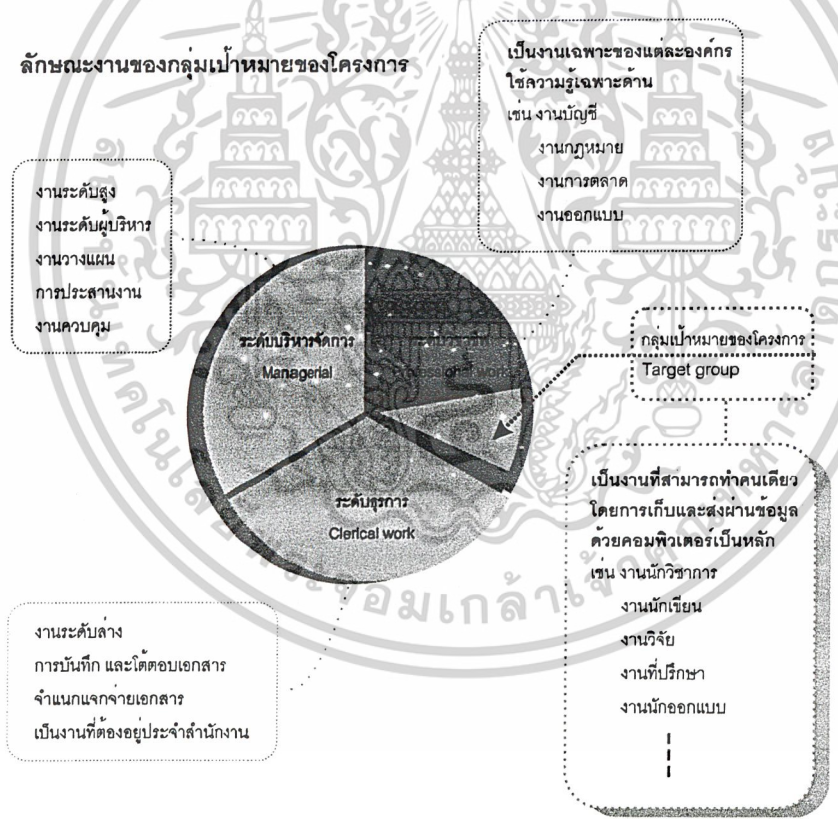 ลักษณะงานของกลุ่มเป้าหมายของโครงการ
เป็นงานเฉพาะของแต่ละองค์กร
ใช้ความรู้เฉพาะด้าน
เช่น งานบัญชี
งานกฎหมาย
งานการตลาด
งานออกแบบ
งานระดับสูง
งานระดับผู้บริหาร
งานวางแผน
การประสานงาน
งานควบคุม
ระดับบริหารจัดการ
Managerial
ระดับวิชาชีพ
Professional work
กลุ่มเป้าหมายของโครงการ
Target group
ระดับธุรการ
Clerical work
เป็นงานที่สามารถทำคนเดียว
โดยการเก็บและส่งผ่านข้อมูล
ด้วยคอมพิวเตอร์เป็นหลัก
เช่น งานนักวิชาการ
งานนักเขียน
งานวิจัย
งานที่ปรึกษา
งานนักออกแบบ
งานระดับล่าง
การบันทึก และโต้ตอบเอกสาร
จำแนกแจกจ่ายเอกสาร
เป็นงานที่ต้องอยู่ประจำสำนักงาน